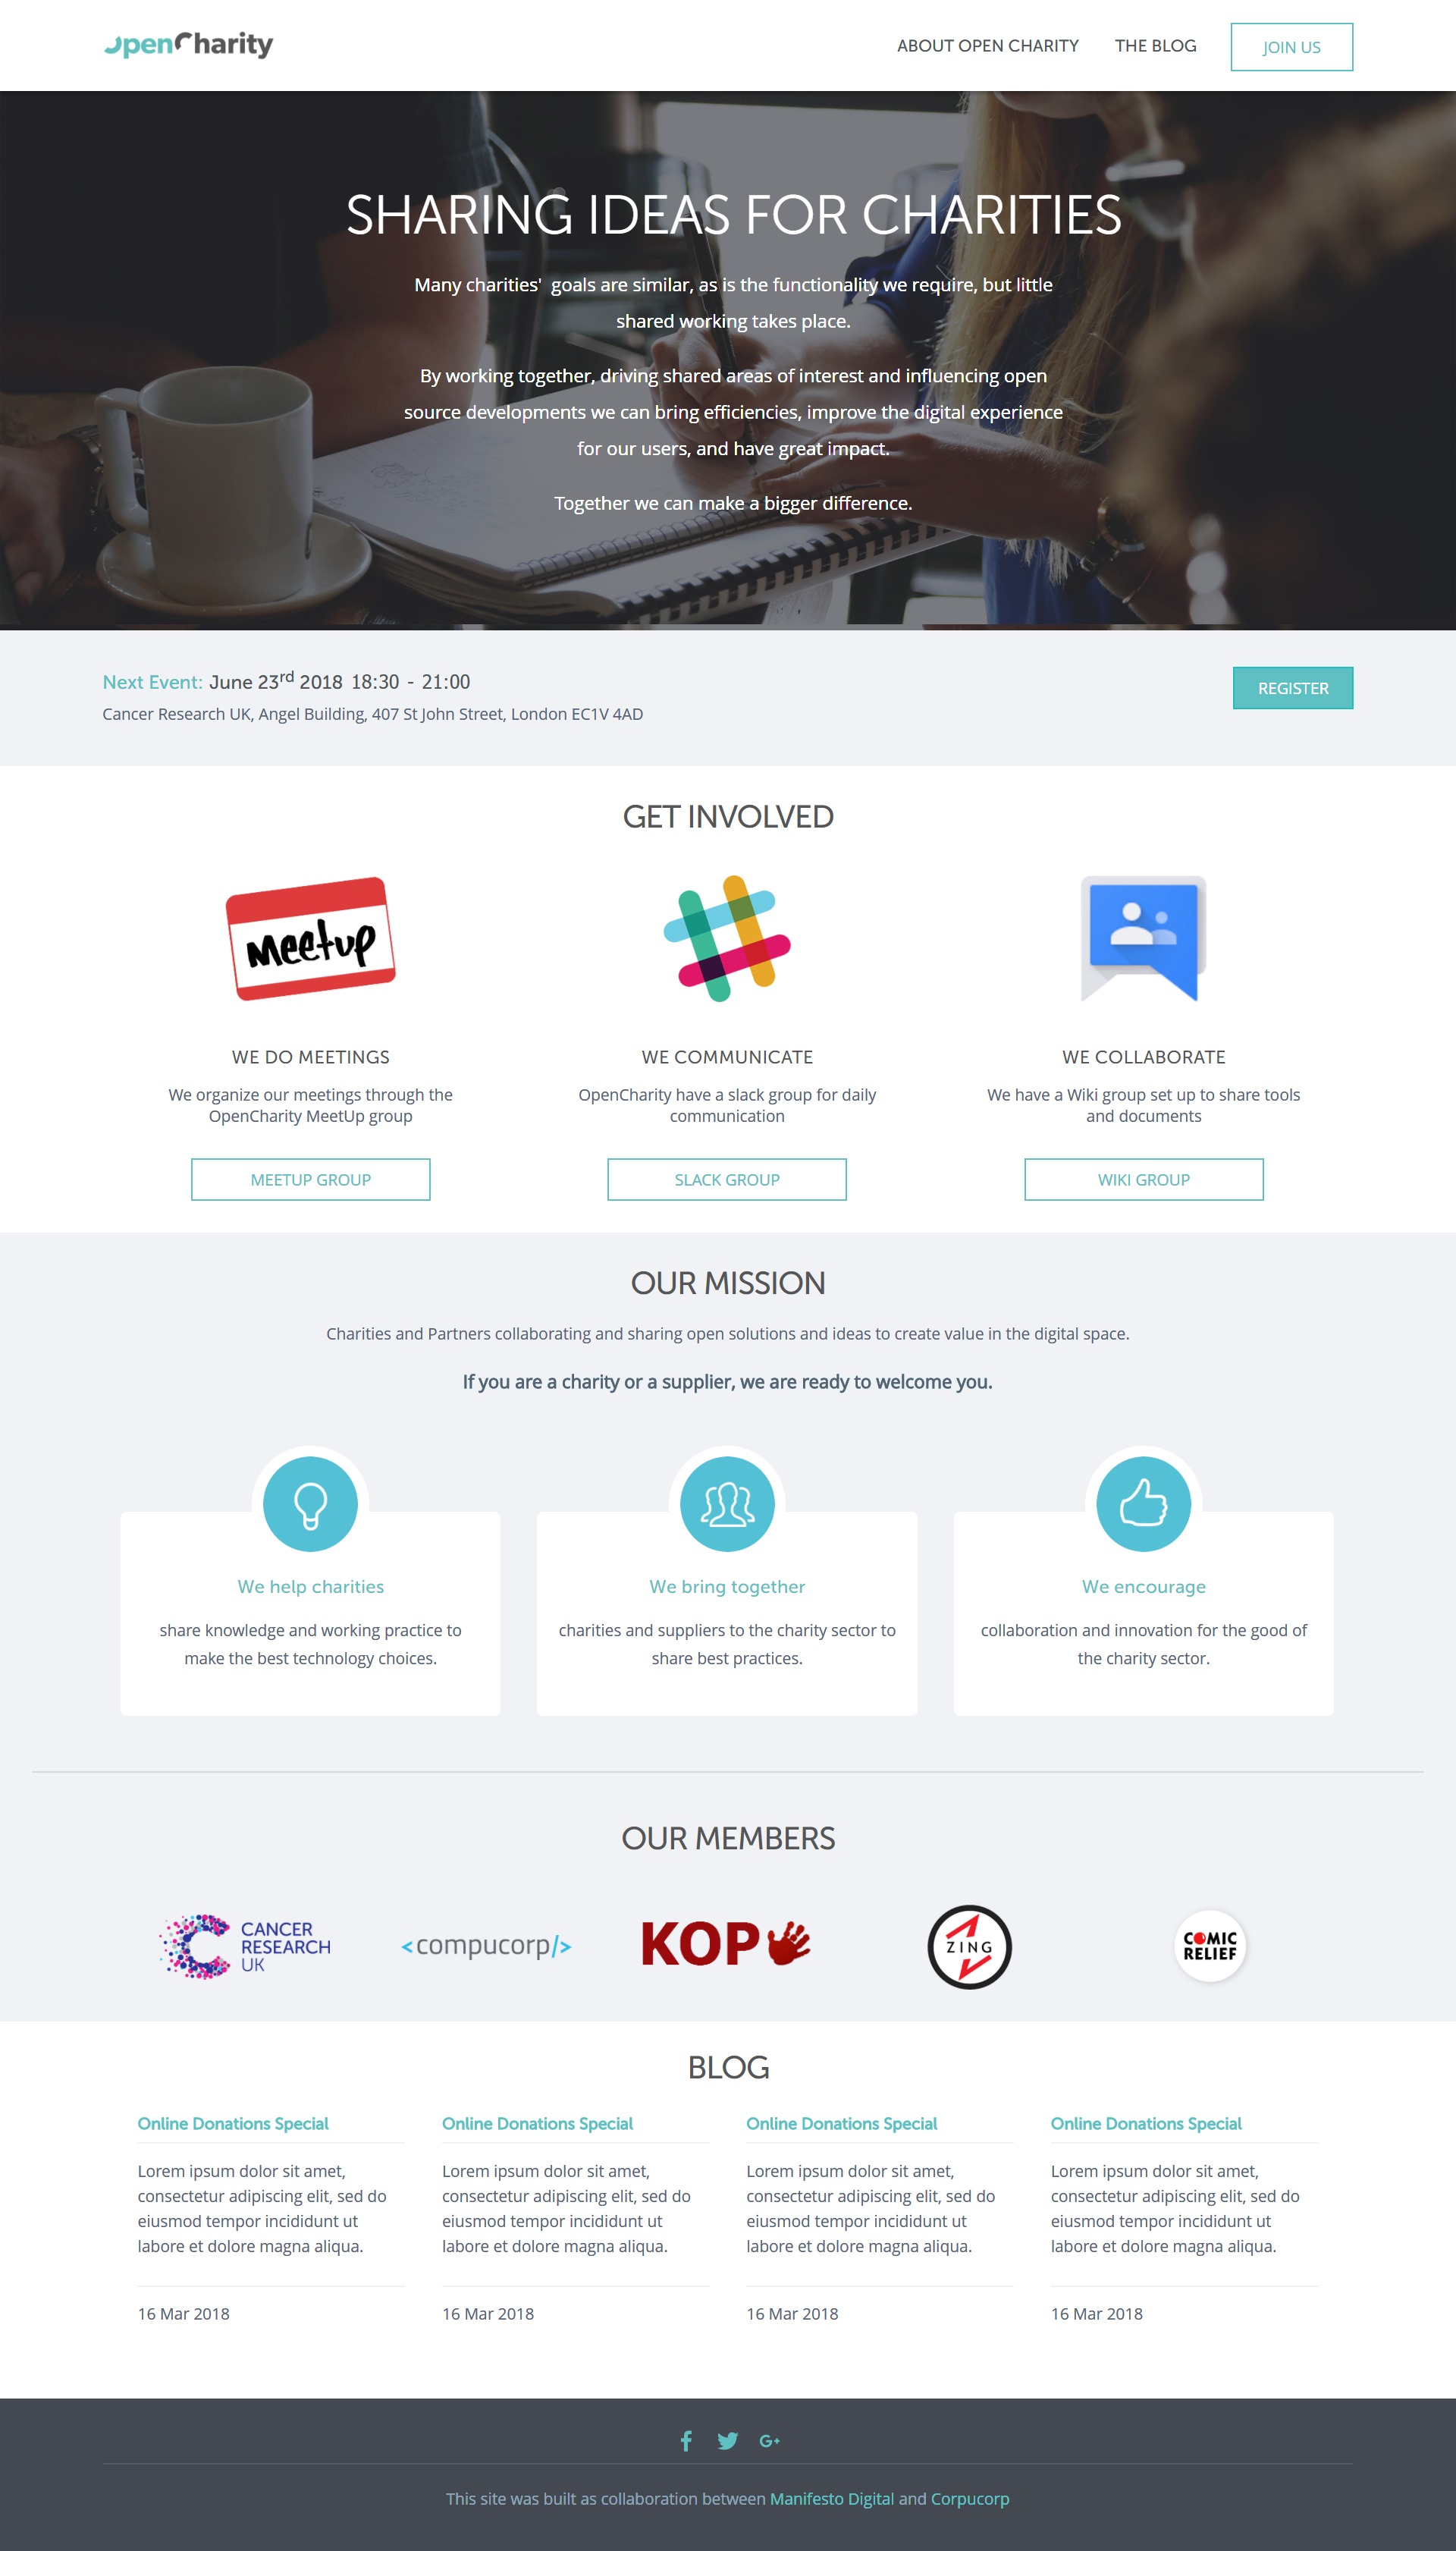 OpenCharity
ABOUT OPEN CHARITY
THE BLOG
JOIN US
SHARING IDEAS FOR CHARITIES
Many charities'  goals are similar, as is the functionality we require, but little
shared working takes place.
By working together, driving shared areas of interest and influencing open
source developments we can bring efficiencies, improve the digital experience
for our users, and have great impact.
Together we can make a bigger difference.
Next Event: June 23rd 2018 18:30 - 21:00
Cancer Research UK, Angel Building, 407 St John Street, London EC1V 4AD
REGISTER
GET INVOLVED
meetup
WE DO MEETINGS
We organize our meetings through the
OpenCharity MeetUp group
MEETUP GROUP
WE COMMUNICATE
OpenCharity have a slack group for daily
communication
SLACK GROUP
WE COLLABORATE
We have a Wiki group set up to share tools
and documents
WIKI GROUP
OUR MISSION
Charities and Partners collaborating and sharing open solutions and ideas to create value in the digital space.
If you are a charity or a supplier, we are ready to welcome you.
We help charities
share knowledge and working practice to
make the best technology choices.
We bring together
charities and suppliers to the charity sector to
share best practices.
We encourage
collaboration and innovation for the good of
the charity sector.
OUR MEMBERS
CANCER
RESEARCH
UK
<compucorp/>
KOP
ZING
COMIC
RELIEF
BLOG
Online Donations Special
Lorem ipsum dolor sit amet,
consectetur adipiscing elit, sed do
eiusmod tempor incididunt ut
labore et dolore magna aliqua.
16 Mar 2018
Online Donations Special
Lorem ipsum dolor sit amet,
consectetur adipiscing elit, sed do
eiusmod tempor incididunt ut
labore et dolore magna aliqua.
16 Mar 2018
Online Donations Special
Lorem ipsum dolor sit amet,
consectetur adipiscing elit, sed do
eiusmod tempor incididunt ut
labore et dolore magna aliqua.
16 Mar 2018
Online Donations Special
Lorem ipsum dolor sit amet,
consectetur adipiscing elit, sed do
eiusmod tempor incididunt ut
labore et dolore magna aliqua.
16 Mar 2018
G+
This site was built as collaboration between Manifesto Digital and Corpucorp